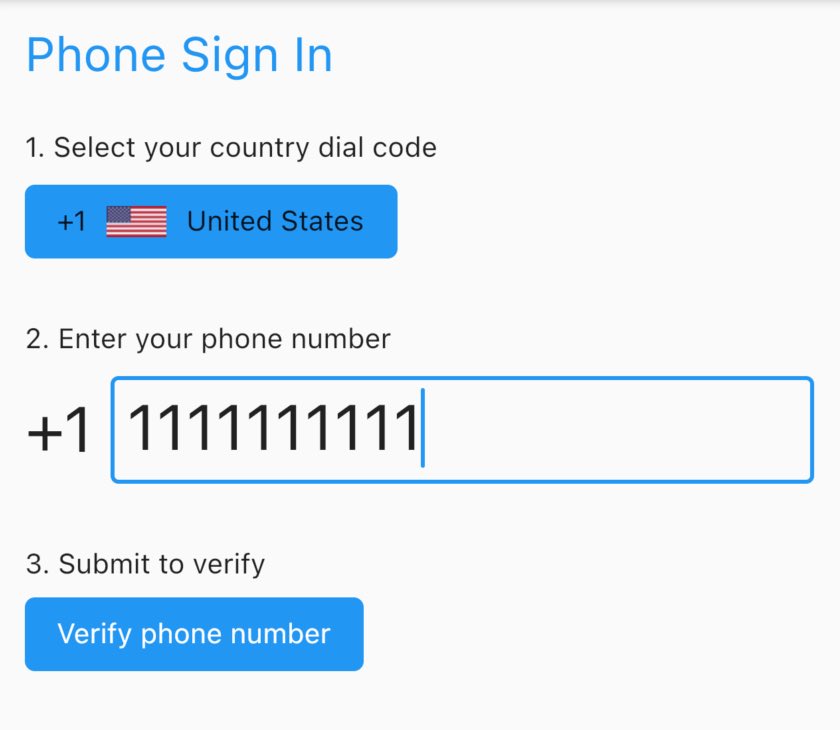 Phone Sign In
1. Select your country dial code
+1 United States
2. Enter your phone number
+1 1111111111
3. Submit to verify
Verify phone number